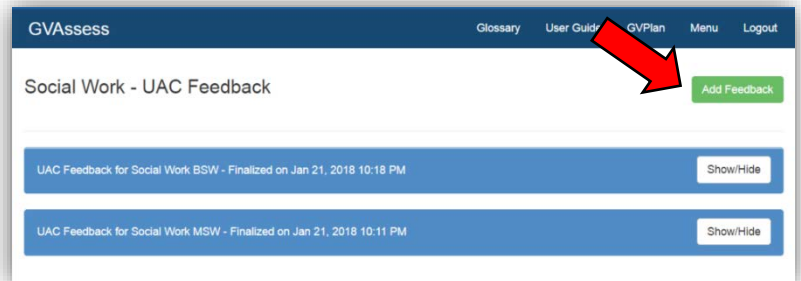 GVAssess Glossary User Guide GVPlan Menu Logout
Social Work - UAC Feedback Add Feedback
UAC Feedback for Social Work BSW - Finalized on Jan 21, 2018 10:18 PM Show/Hide
UAC Feedback for Social Work MSW - Finalized on Jan 21, 2018 10:11 PM Show/Hide